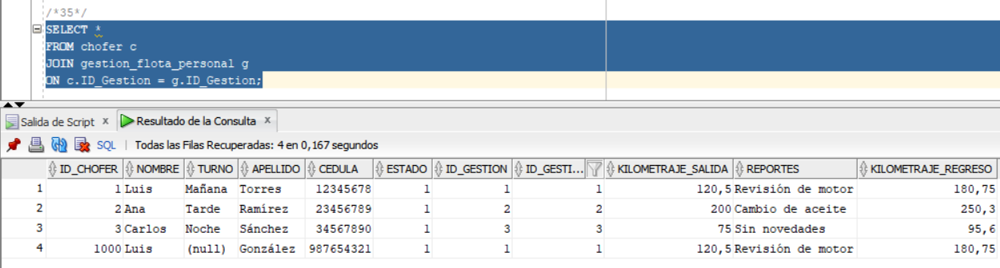 /*35*/
SELECT *
FROM chofer c
JOIN gestion_flota_personal g
ON c.ID_Gestion = g.ID_Gestion;
Salida de Script x Resultado de la Consulta x
SQL | Todas las Filas Recuperadas: 4 en 0,167 segundos
ID_CHOFER NOMBRE TURNO APELLIDO CEDULA ESTADO ID_GESTION ID_GESTI... KILOMETRAJE_SALIDA REPORTES KILOMETRAJE_REGRESO
1 1 Luis Mañana Torres 12345678 1 1 1 120,5 Revisión de motor 180,75
2 2 Ana Tarde Ramírez 23456789 1 2 2 200 Cambio de aceite 250,3
3 3 Carlos Noche Sánchez 34567890 1 3 3 75 Sin novedades 95,6
4 1000 Luis (null) González 987654321 1 1 1 120,5 Revisión de motor 180,75